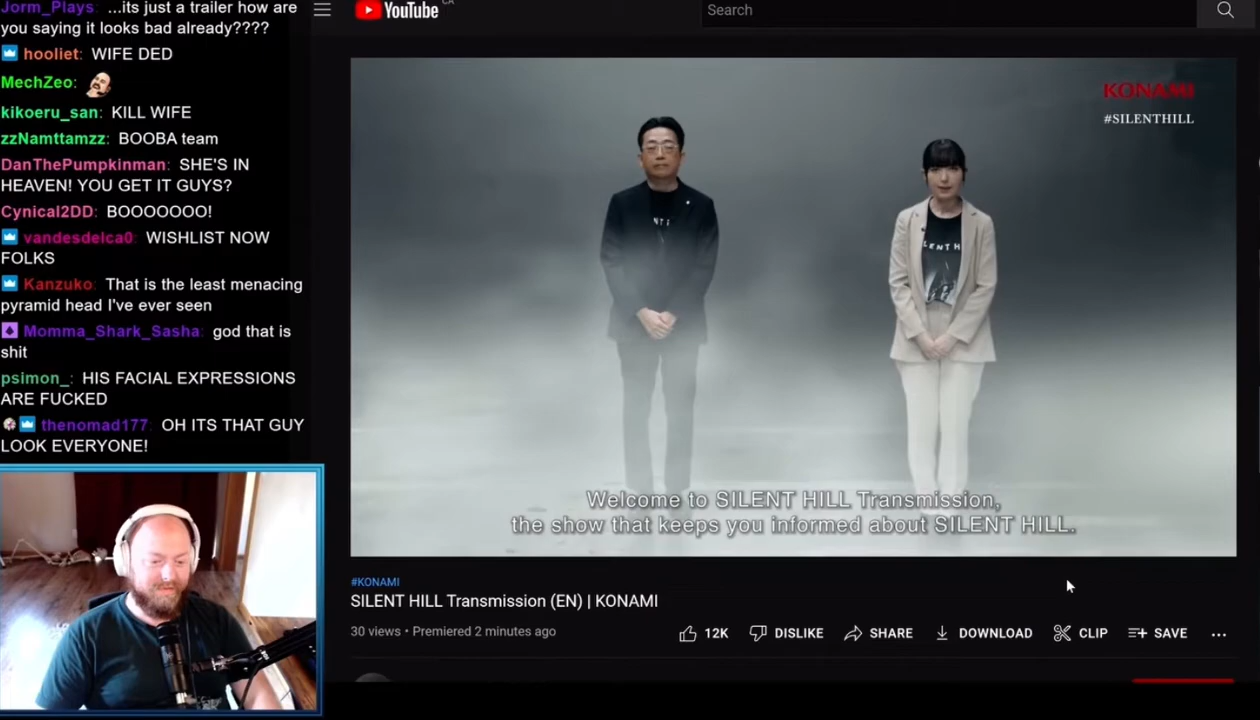 Jorm_Plays: ...its just a trailer how are
you saying it looks bad already????
hooliet: WIFE DED
MechZeo:
kikoeru_san: KILL WIFE
zzNamttamzz: BOOBA team
DanThePumpkinman: SHE'S IN
HEAVEN! YOU GET IT GUYS?
Cynical2DD: BOOOOOOO!
vandesdelca0: WISHLIST NOW
FOLKS
Kanzuko: That is the least menacing
pyramid head I've ever seen
Momma_Shark_Sasha: god that is
shit
psimon_: HIS FACIAL EXPRESSIONS
ARE FUCKED
thenomad177: OH ITS THAT GUY
LOOK EVERYONE!
YouTube CA
Search
KONAMI
#SILENTHILL
Welcome to SILENT HILL Transmission,
the show that keeps you informed about SILENT HILL.
#KONAMI
SILENT HILL Transmission (EN) | KONAMI
30 views • Premiered 2 minutes ago
12K
DISLIKE
SHARE
DOWNLOAD
CLIP
SAVE